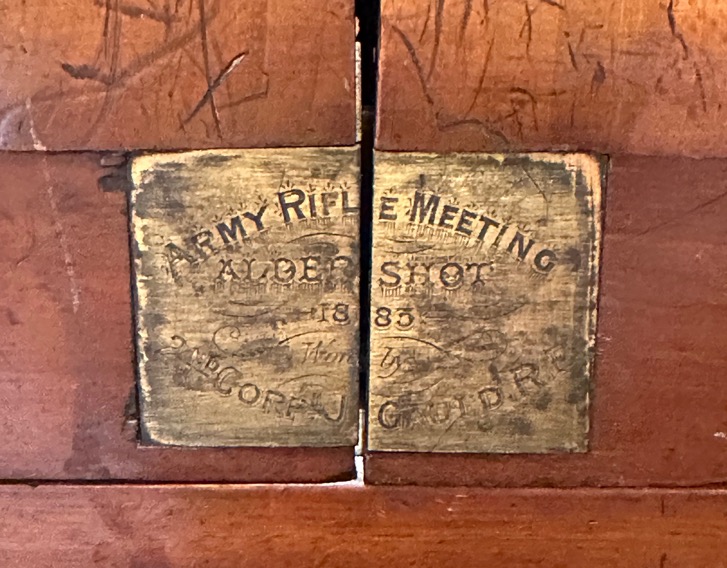 ARMY RIFLE MEETING
ALDERSHOT
1883
Won by
2ND CORPL J GOULD. R.E.